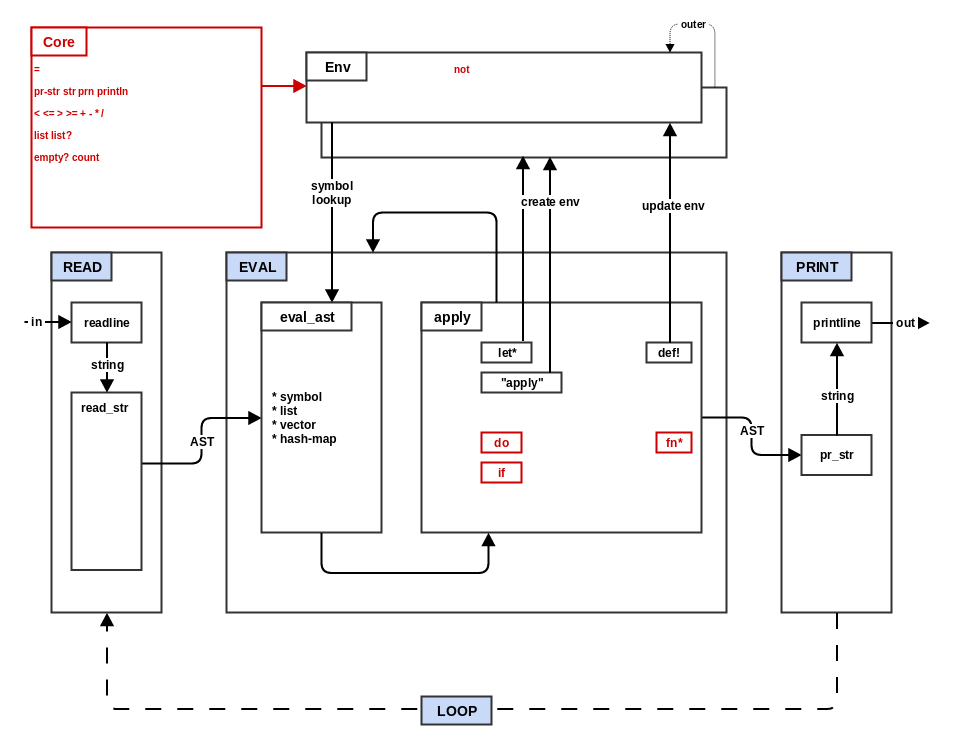 Core
=
pr-str str prn println
< <= > >= + - * /
list list?
empty? count
Env
not
outer
symbol
lookup
create env
update env
READ
- in
readline
string
read_str
AST
EVAL
eval_ast
* symbol
* list
* vector
* hash-map
apply
let*
"apply"
def!
do
if
fn*
AST
PRINT
printline
out
string
pr_str
LOOP